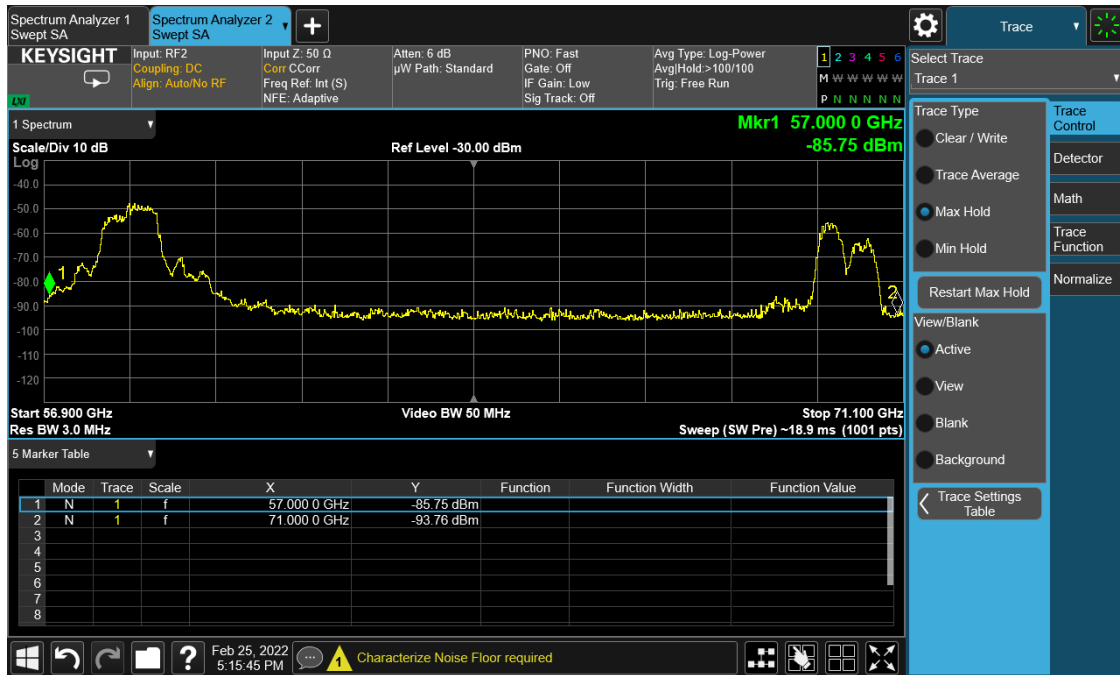 Spectrum Analyzer 1
Swept SA
Spectrum Analyzer 2
Swept SA
Trace
KEYSIGHT
LXI
Input: RF2
Coupling: DC
Align: Auto/No RF
Input Z: 50 Ω
Corr CCorr
Freq Ref: Int (S)
NFE: Adaptive
Atten: 6 dB
µW Path: Standard
PNO: Fast
Gate: Off
IF Gain: Low
Sig Track: Off
Avg Type: Log-Power
Avg|Hold:>100/100
Trig: Free Run
1 2 3 4 5 6
M W W W W W
P N N N N N
1 Spectrum
Scale/Div 10 dB
Ref Level -30.00 dBm
Mkr1 57.000 0 GHz
-85.75 dBm
Log
-40.0
-50.0
-60.0
-70.0
-80.0
-90.0
-100
-110
-120
1
2
Start 56.900 GHz
Video BW 50 MHz
Stop 71.100 GHz
Res BW 3.0 MHz
Sweep (SW Pre) ~18.9 ms (1001 pts)
5 Marker Table
Mode Trace Scale X Y Function Function Width Function Value
1 N 1 f 57.000 0 GHz -85.75 dBm
2 N 1 f 71.000 0 GHz -93.76 dBm
3
4
5
6
7
8
Feb 25, 2022
5:15:45 PM
1
Characterize Noise Floor required
Select Trace
Trace 1
Trace Type
Clear / Write
Trace Average
Max Hold
Min Hold
Restart Max Hold
View/Blank
Active
View
Blank
Background
Trace Settings
Table
Trace
Control
Detector
Math
Trace
Function
Normalize